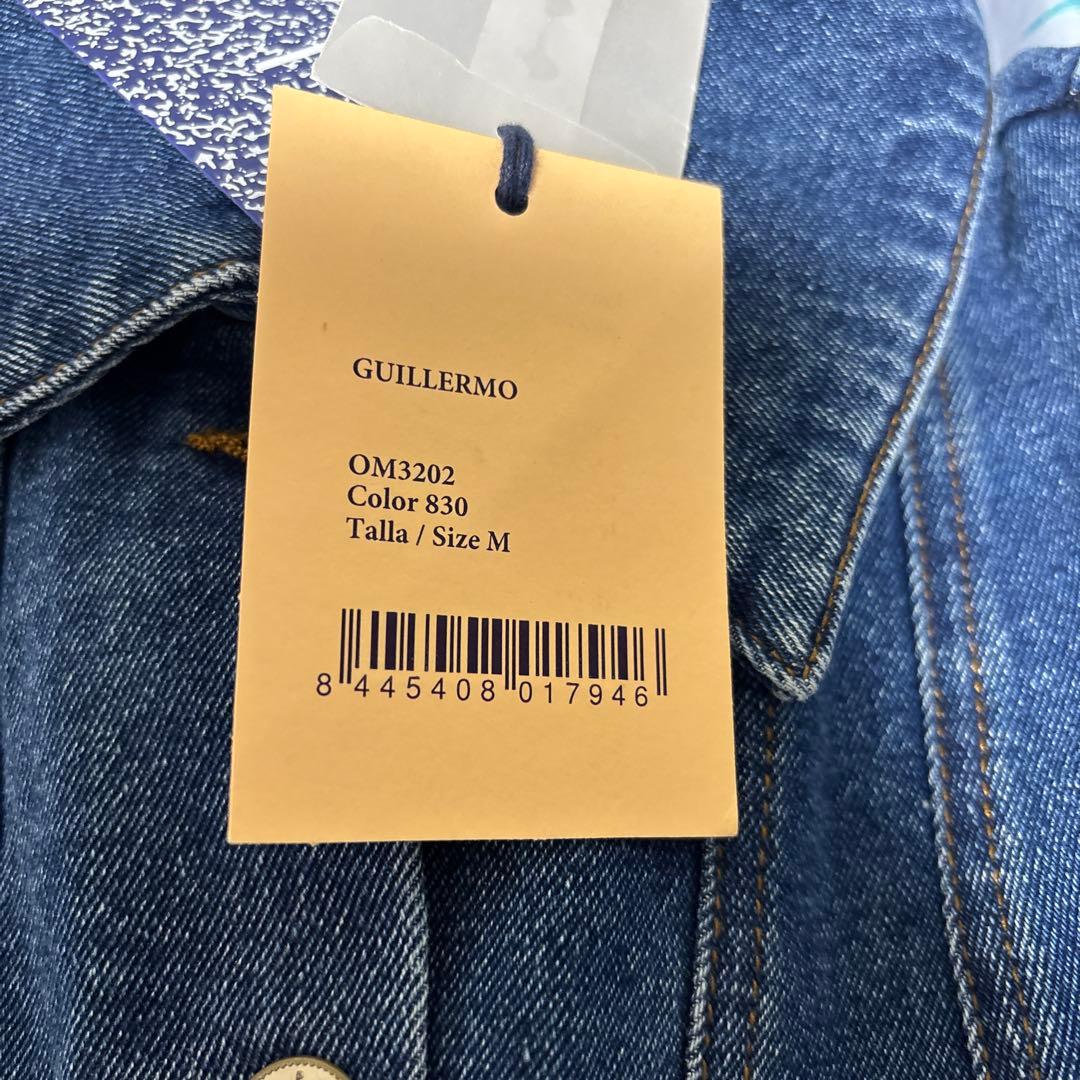 GUILLERMO
OM3202
Color 830
Talla / Size M
8 445408 017946